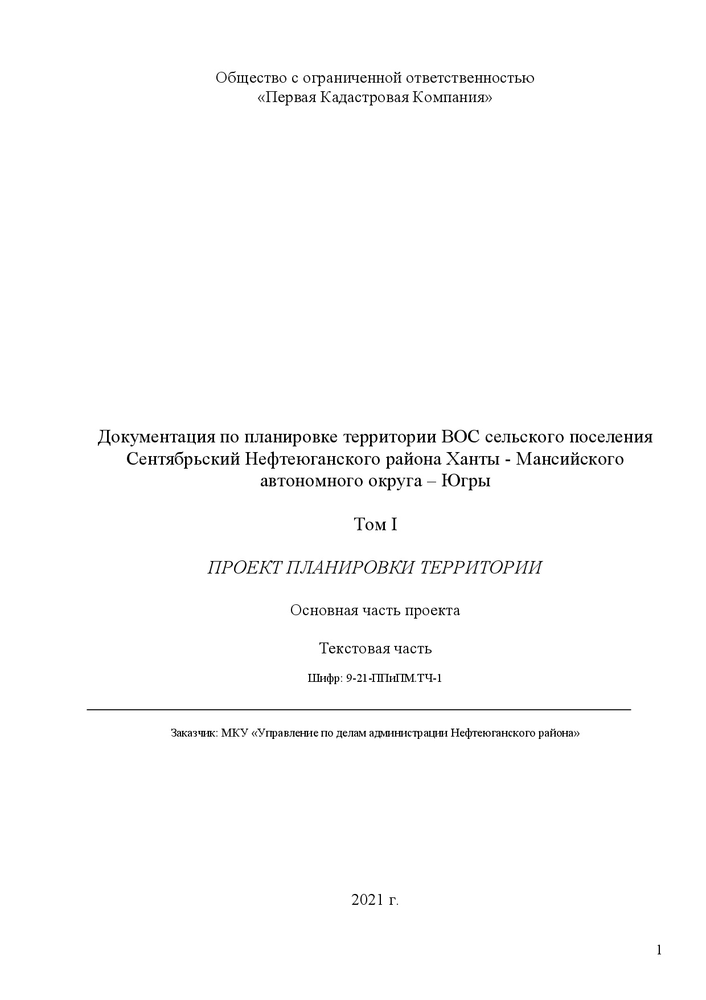 Общество с ограниченной ответственностью
«Первая Кадастровая Компания»
Документация по планировке территории ВОС сельского поселения
Сентябрьский Нефтеюганского района Ханты - Мансийского
автономного округа – Югры
Том I
ПРОЕКТ ПЛАНИРОВКИ ТЕРРИТОРИИ
Основная часть проекта
Текстовая часть
Шифр: 9-21-ППиПМ.ТЧ-1
Заказчик: МКУ «Управление по делам администрации Нефтеюганского района»
2021 г.
1